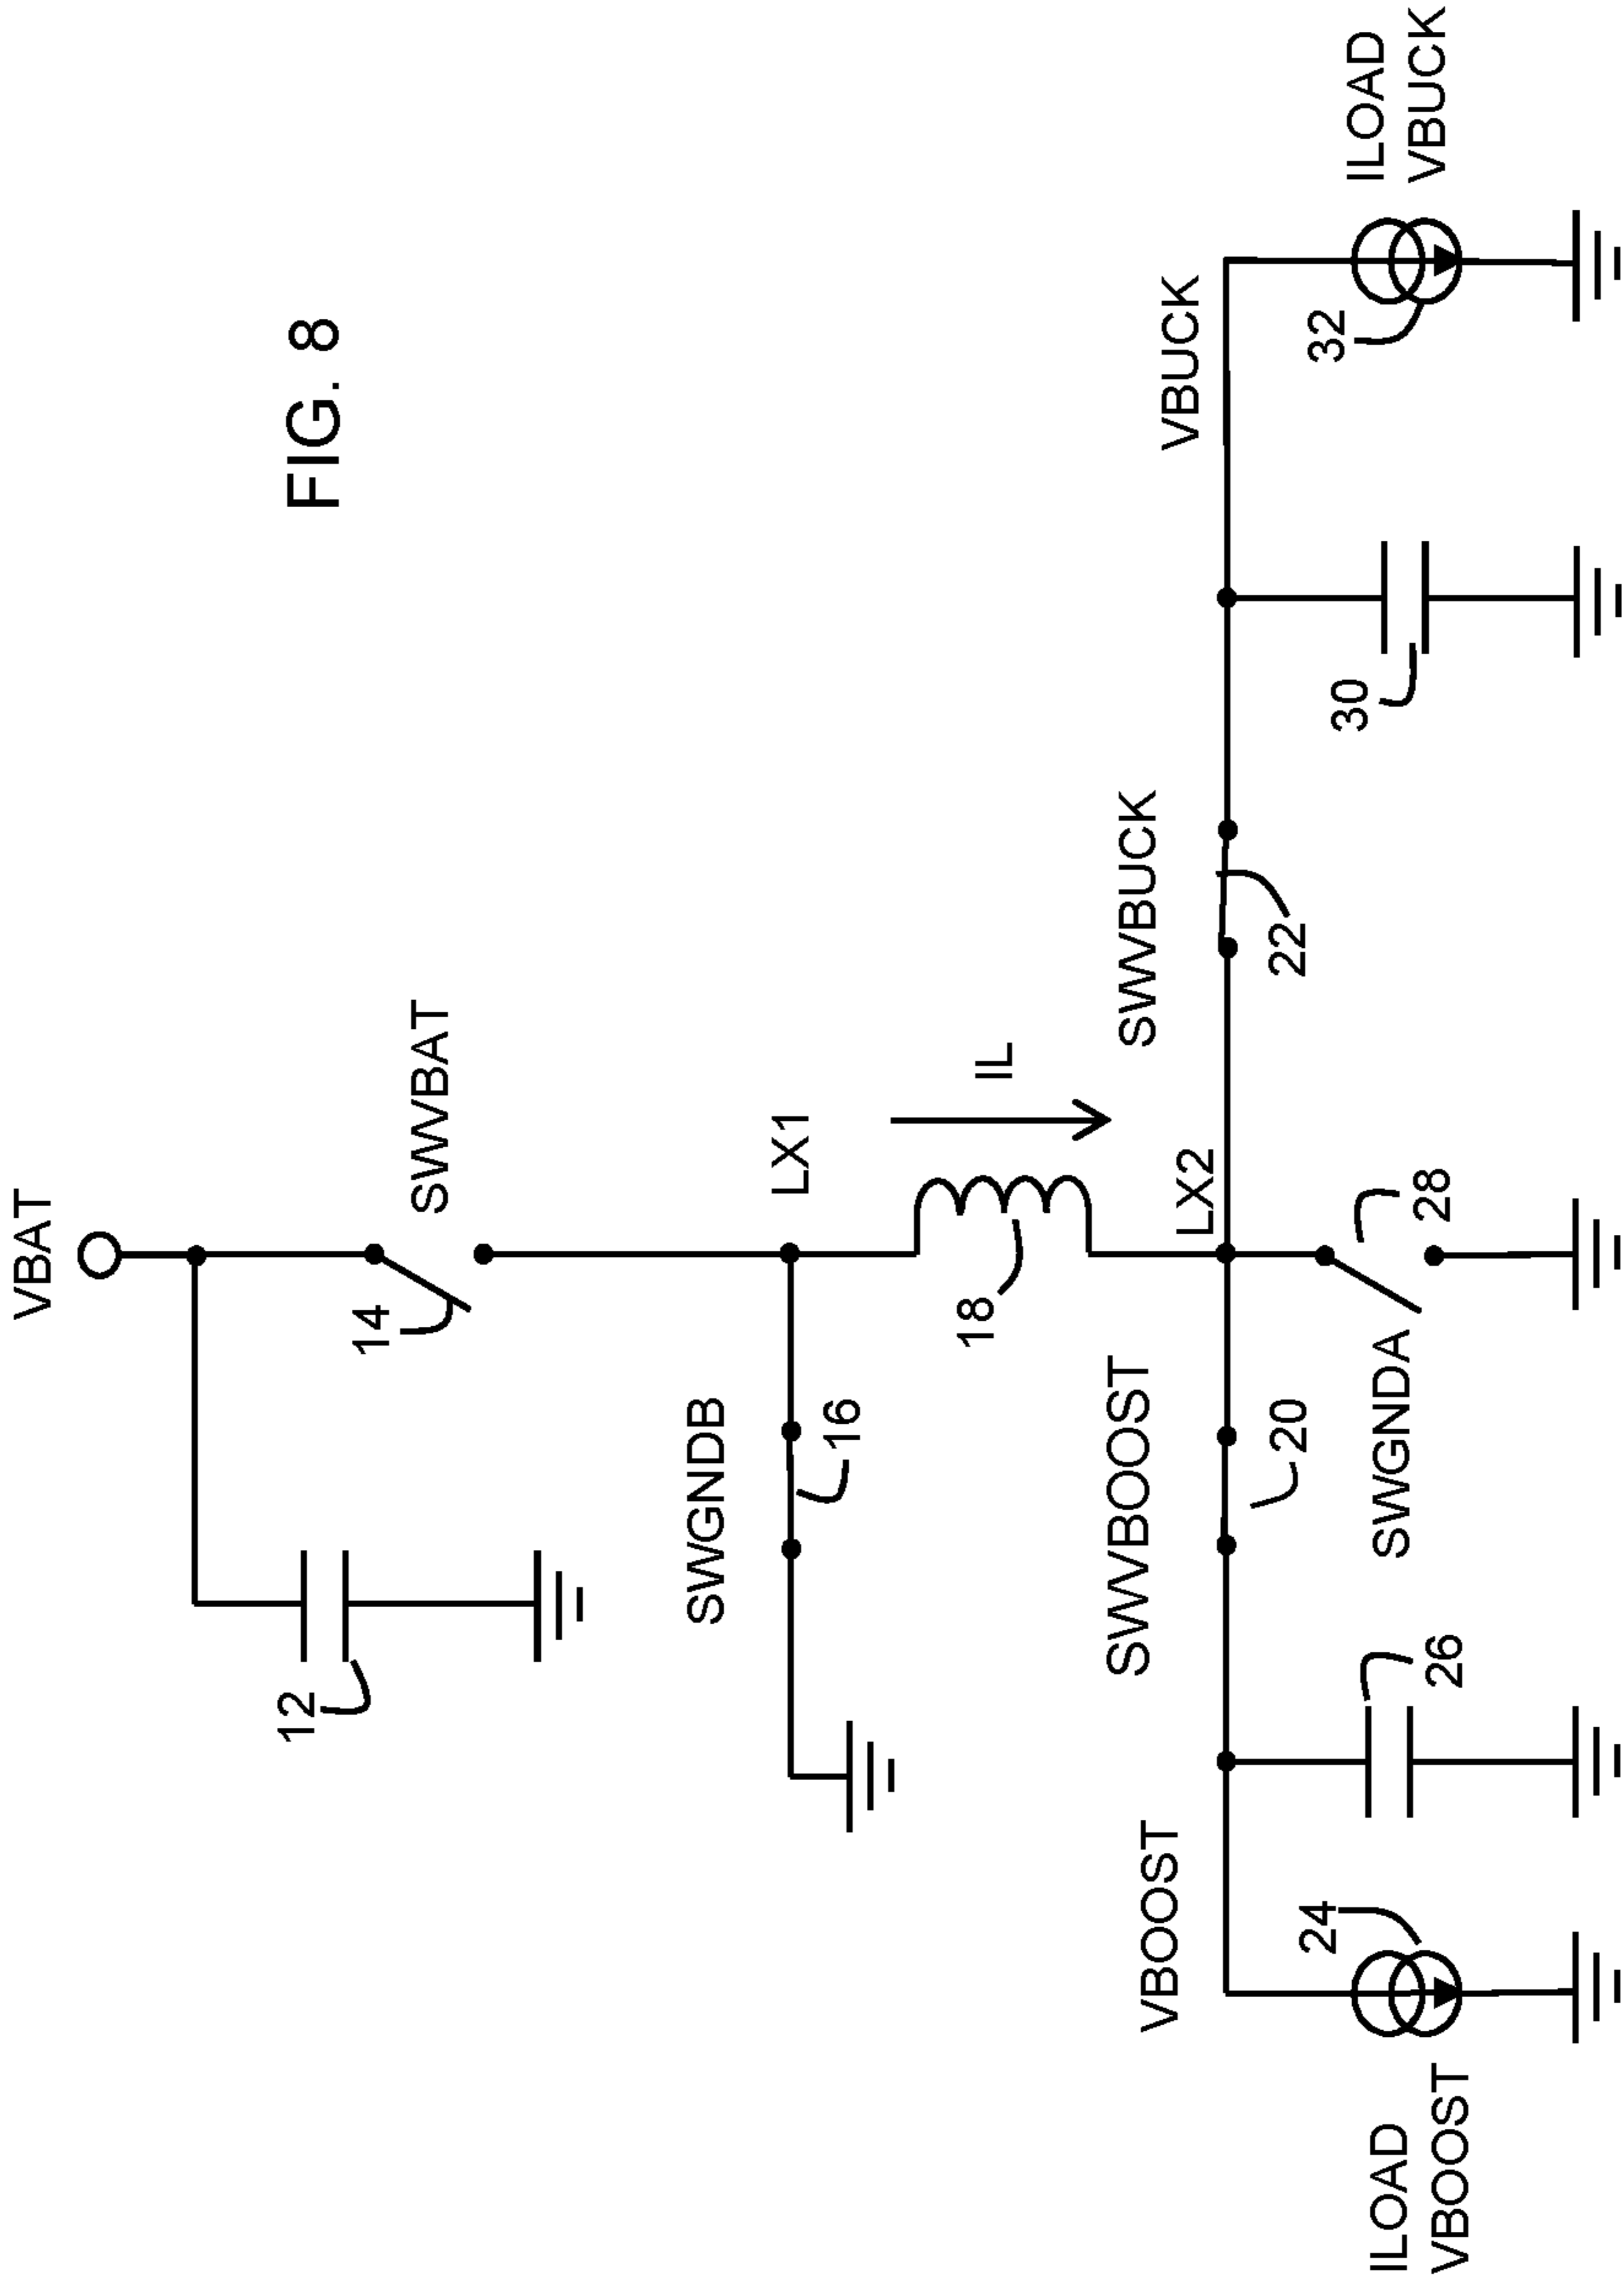 VBAT
FIG. 8
12
14
SWVBAT
SWGNDB
LX1
16
18
IL
SWVBOOST
SWVBUCK
VBOOST
LX2
VBUCK
20
22
24
32
30
ILOAD
VBOOST
26
SWGNDA
28
ILOAD
VBUCK